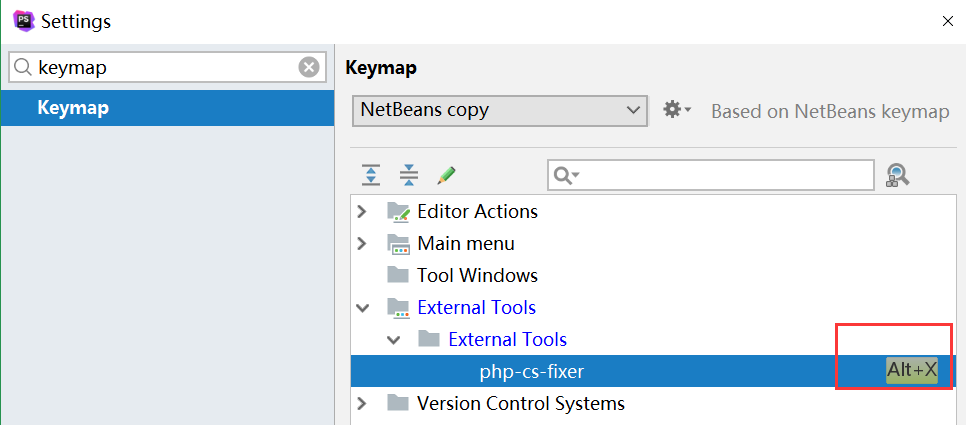 PS Settings
keymap
Keymap
Keymap
NetBeans copy Based on NetBeans keymap
Editor Actions
Main menu
Tool Windows
External Tools
External Tools
php-cs-fixer Alt+X
Version Control Systems